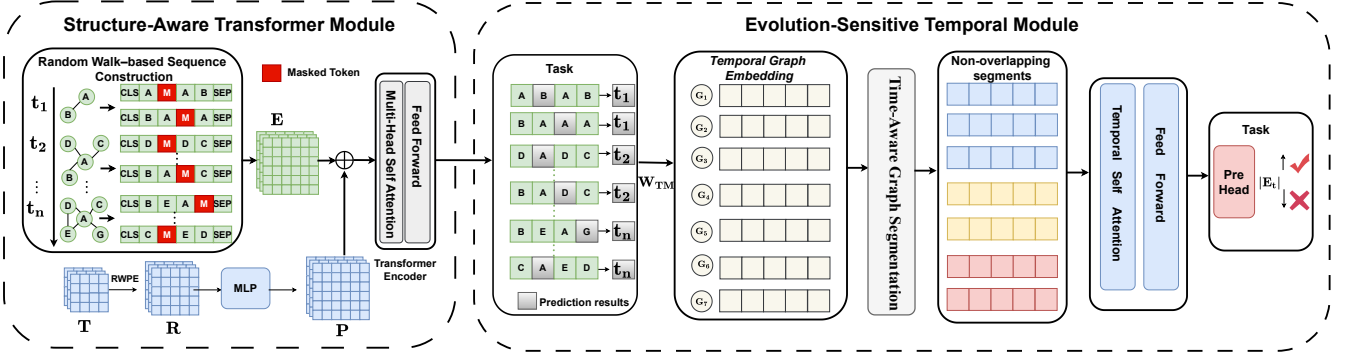 Structure-Aware Transformer Module
Random Walk–based Sequence
Construction
Masked Token
t1
A
B
CLS A M A B SEP
CLS B A M A SEP
t2
D
C
A
B
CLS D M D C SEP
CLS B A M C SEP
tn
D
C
A
E
G
CLS B E A M SEP
CLS C M E D SEP
E
Multi-Head Self Attention
Feed Forward
Transformer
Encoder
T
RWPE
R
MLP
P
Evolution-Sensitive Temporal Module
Task
A B A B t1
B A A A t1
D A D C t2
A B D C t2
B E A G tn
C A E D tn
Prediction results
WTM
Temporal Graph
Embedding
G1
G2
G3
G4
G5
G6
G7
Time-Aware Graph Segmentation
Non-overlapping
segments
Temporal Self Attention
Feed Forward
Task
Pre
Head
|Et|